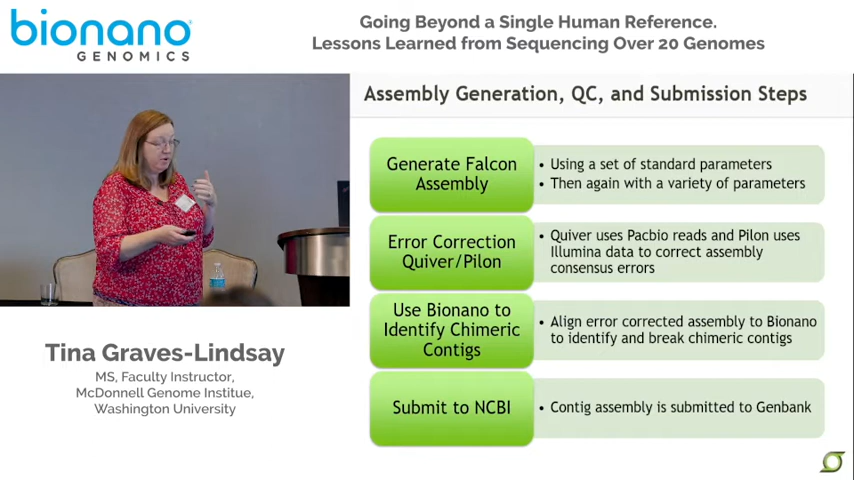 bionano
GENOMICS
Going Beyond a Single Human Reference.
Lessons Learned from Sequencing Over 20 Genomes
Assembly Generation, QC, and Submission Steps
Generate Falcon
Assembly
• Using a set of standard parameters
• Then again with a variety of parameters
Error Correction
Quiver/Pilon
• Quiver uses Pacbio reads and Pilon uses
Illumina data to correct assembly
consensus errors
Use Bionano to
Identify Chimeric
Contigs
• Align error corrected assembly to Bionano
to identify and break chimeric contigs
Submit to NCBI
• Contig assembly is submitted to Genbank
Tina Graves-Lindsay
MS, Faculty Instructor,
McDonnell Genome Institue,
Washington University